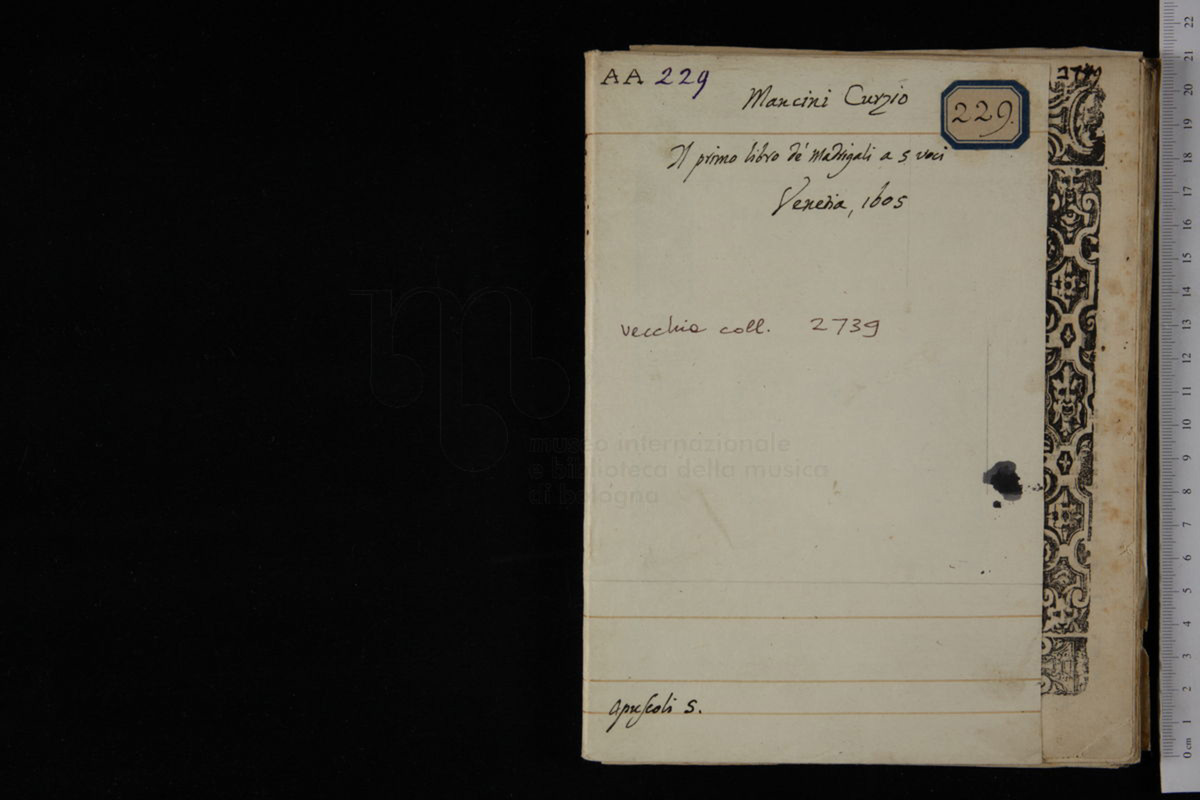 AA 229
Mancini Curzio
229.
Il primo libro de' Madrigali a 5 voci
Venetia, 1605
vecchia coll. 2739
museo internazionale
e biblioteca della musica
di bologna
opuscoli 5.